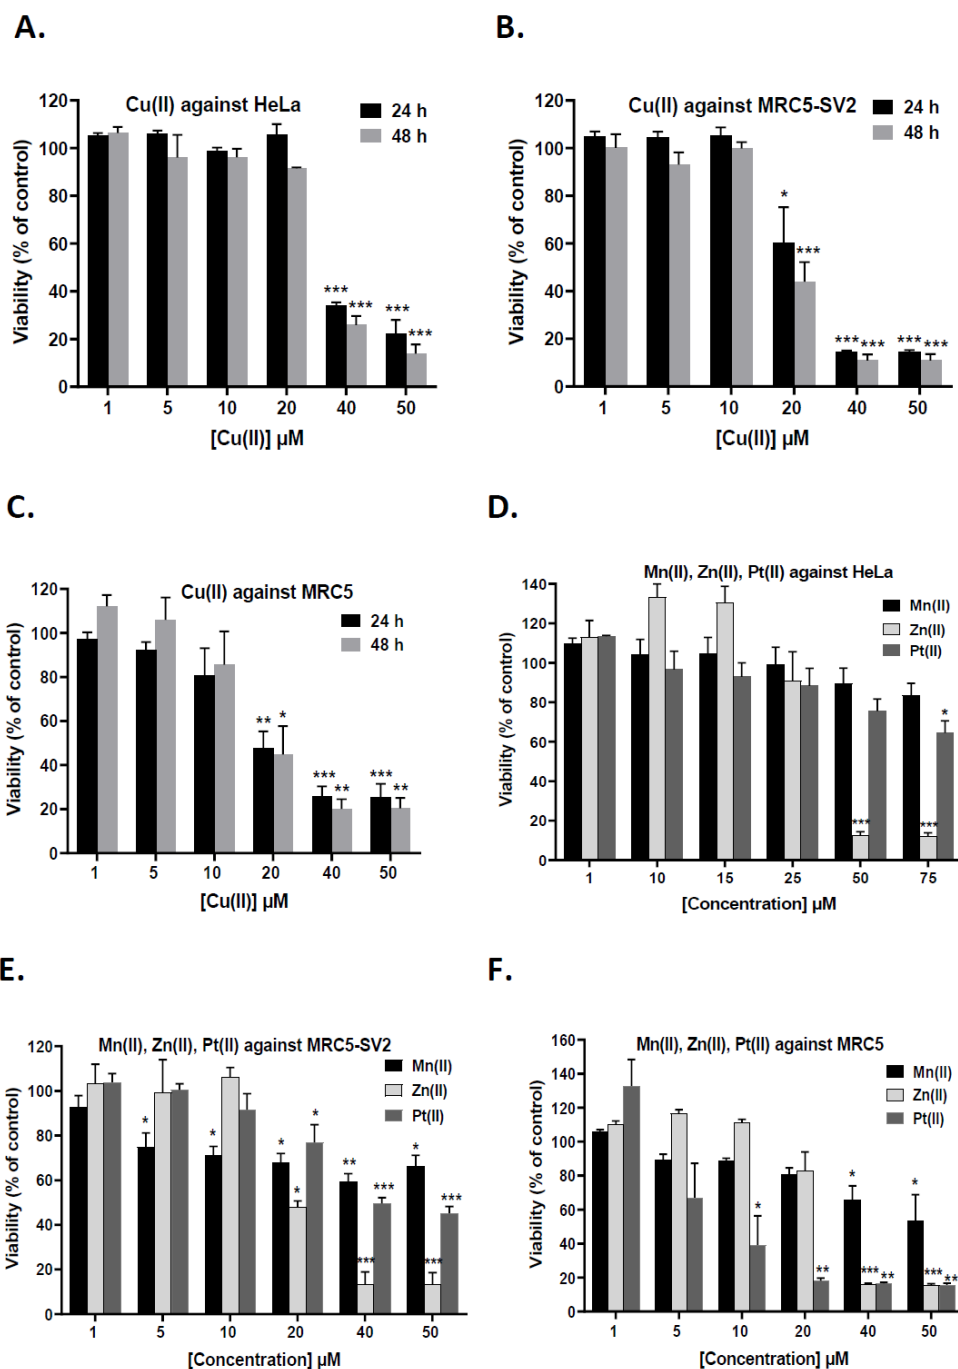 A.
Cu(II) against HeLa
24 h
48 h
Viability (% of control)
120
100
80
60
40
20
0
*** *** *** ***
1 5 10 20 40 50
[Cu(II)] µM
B.
Cu(II) against MRC5-SV2
24 h
48 h
Viability (% of control)
120
100
80
60
40
20
0
* *** *** *** *** ***
1 5 10 20 40 50
[Cu(II)] µM
C.
Cu(II) against MRC5
24 h
48 h
Viability (% of control)
120
100
80
60
40
20
0
** * *** ** *** **
1 5 10 20 40 50
[Cu(II)] µM
D.
Mn(II), Zn(II), Pt(II) against HeLa
Mn(II)
Zn(II)
Pt(II)
Viability (% of control)
140
120
100
80
60
40
20
0
*** *** *
1 10 15 25 50 75
[Concentration] µM
E.
Mn(II), Zn(II), Pt(II) against MRC5-SV2
Mn(II)
Zn(II)
Pt(II)
Viability (% of control)
120
100
80
60
40
20
0
* * * * * ** *** *** * *** ***
1 5 10 20 40 50
[Concentration] µM
F.
Mn(II), Zn(II), Pt(II) against MRC5
Mn(II)
Zn(II)
Pt(II)
Viability (% of control)
160
140
120
100
80
60
40
20
0
* ** * *** ** * *** **
1 5 10 20 40 50
[Concentration] µM